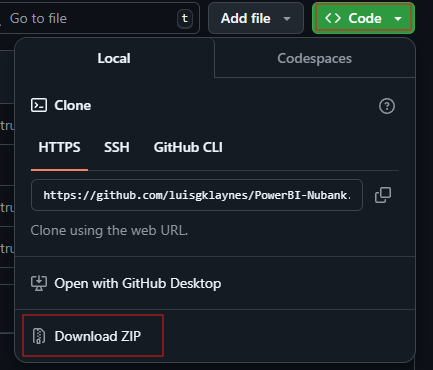 Go to file
t
Add file
<> Code
Local
Codespaces
Clone
HTTPS
SSH
GitHub CLI
https://github.com/luisgklaynes/PowerBI-Nubank.
Clone using the web URL.
Open with GitHub Desktop
Download ZIP